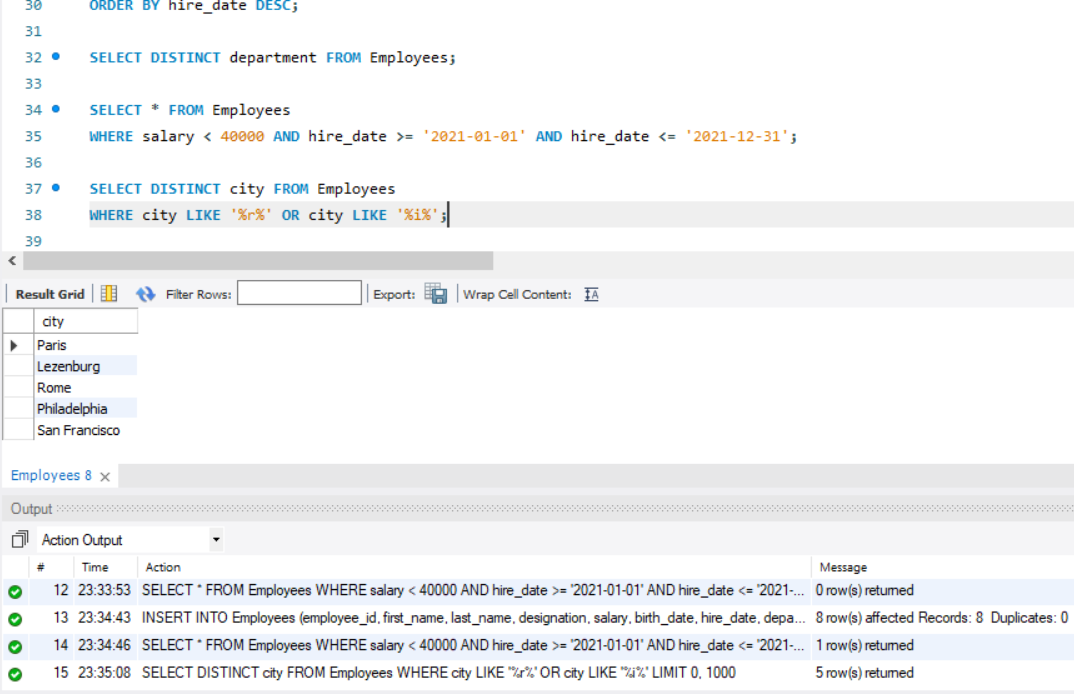 30 ORDER BY hire_date DESC;
31
32 SELECT DISTINCT department FROM Employees;
33
34 SELECT * FROM Employees
35 WHERE salary < 40000 AND hire_date >= '2021-01-01' AND hire_date <= '2021-12-31';
36
37 SELECT DISTINCT city FROM Employees
38 WHERE city LIKE '%r%' OR city LIKE '%i%';
39
Result Grid Filter Rows: Export: Wrap Cell Content: IA
city
Paris
Lezenburg
Rome
Philadelphia
San Francisco
Employees 8
Output
Action Output
# Time Action Message
12 23:33:53 SELECT * FROM Employees WHERE salary < 40000 AND hire_date >= '2021-01-01' AND hire_date <= '2021-... 0 row(s) returned
13 23:34:43 INSERT INTO Employees (employee_id, first_name, last_name, designation, salary, birth_date, hire_date, depa... 8 row(s) affected Records: 8 Duplicates: 0
14 23:34:46 SELECT * FROM Employees WHERE salary < 40000 AND hire_date >= '2021-01-01' AND hire_date <= '2021-... 1 row(s) returned
15 23:35:08 SELECT DISTINCT city FROM Employees WHERE city LIKE '%r%' OR city LIKE '%i%' LIMIT 0, 1000 5 row(s) returned